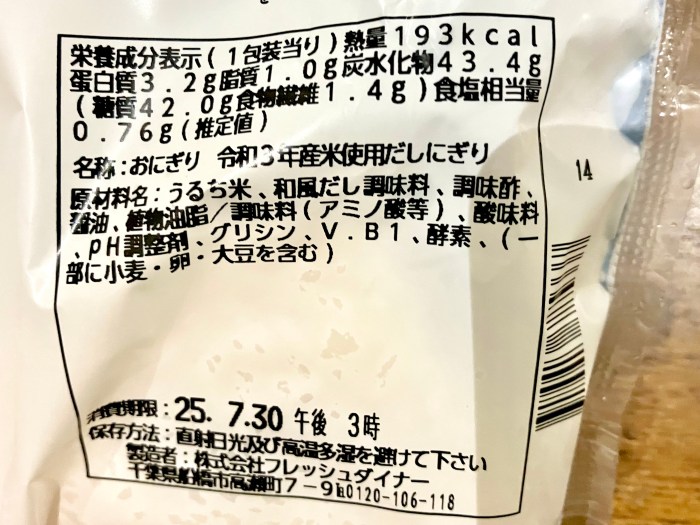 栄養成分表示(1包装当り)熱量193kcal
蛋白質3.2g脂質1.0g炭水化物43.4g
(糖質42.0g食物繊維1.4g)食塩相当量
0.76g(推定値)
名称:おにぎり 令和3年産米使用だしにぎり
原材料名:うるち米、和風だし調味料、調味酢、
醤油、植物油脂/調味料(アミノ酸等)、酸味料
、pH調整剤、グリシン、V.B1、酵素、(一
部に小麦・卵・大豆を含む)
14
消費期限:25. 7.30 午後 3時
保存方法:直射日光及び高温多湿を避けて下さい
製造者:株式会社フレッシュダイナー
千葉県船橋市高瀬町7-9℡0120-106-118